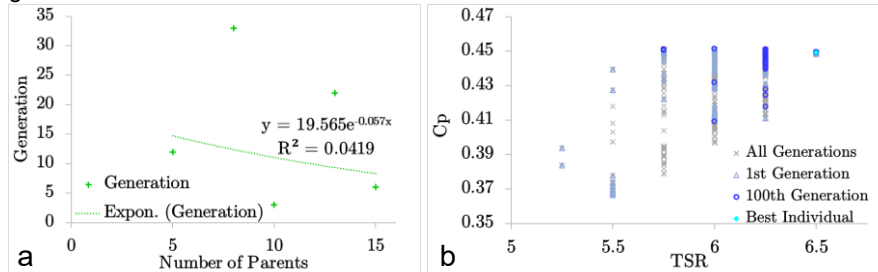 35
30
25
20
15
10
5
0
Generation
y = 19.565e^-0.057x
R² = 0.0419
Generation
Expon. (Generation)
0 5 10 15
Number of Parents
a
0.47
0.45
0.43
0.41
0.39
0.37
0.35
Cp
All Generations
1st Generation
100th Generation
Best Individual
5 5.5 6 6.5
TSR
b